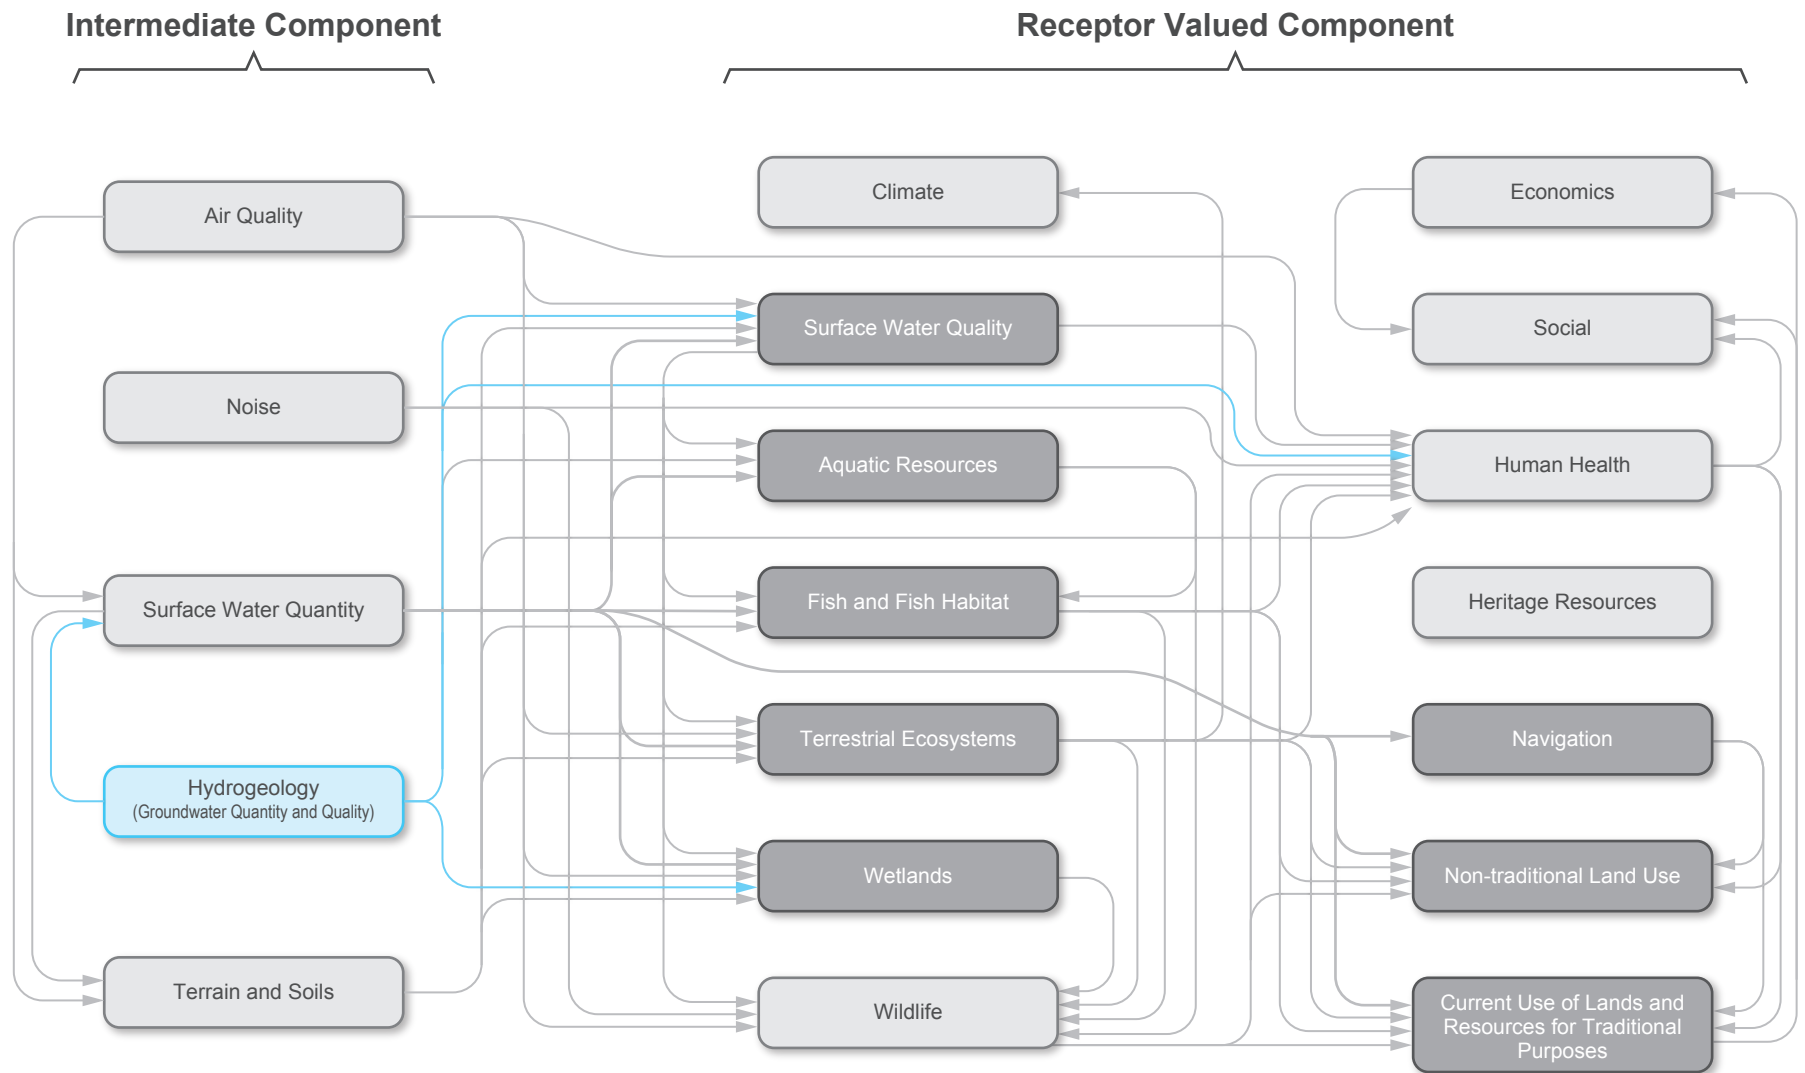 Intermediate Component
Receptor Valued Component
Air Quality
Noise
Surface Water Quantity
Hydrogeology
(Groundwater Quantity and Quality)
Terrain and Soils
Climate
Surface Water Quality
Aquatic Resources
Fish and Fish Habitat
Terrestrial Ecosystems
Wetlands
Wildlife
Economics
Social
Human Health
Heritage Resources
Navigation
Non-traditional Land Use
Current Use of Lands and
Resources for Traditional
Purposes